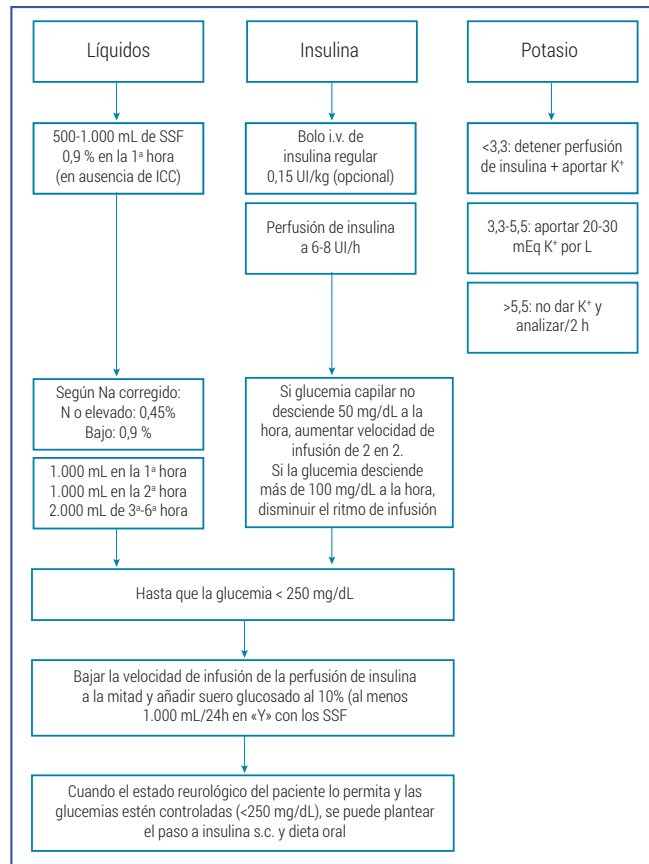 Líquidos
500-1.000 mL de SSF
0,9 % en la 1ª hora
(en ausencia de ICC)
Según Na corregido:
N o elevado: 0,45%
Bajo: 0,9 %
1.000 mL en la 1ª hora
1.000 mL en la 2ª hora
2.000 mL de 3ª-6ª hora
Insulina
Bolo i.v. de
insulina regular
0,15 UI/kg (opcional)
Perfusión de insulina
a 6-8 UI/h
Si glucemia capilar no
desciende 50 mg/dL a la
hora, aumentar velocidad de
infusión de 2 en 2.
Si la glucemia desciende
más de 100 mg/dL a la hora,
disminuir el ritmo de infusión
Potasio
<3,3: detener perfusión
de insulina + aportar K⁺
3,3-5,5: aportar 20-30
mEq K⁺ por L
>5,5: no dar K⁺ y
analizar/2 h
Hasta que la glucemia < 250 mg/dL
Bajar la velocidad de infusión de la perfusión de insulina
a la mitad y añadir suero glucosado al 10% (al menos
1.000 mL/24h en «Y» con los SSF
Cuando el estado reurológico del paciente lo permita y las
glucemias estén controladas (<250 mg/dL), se puede plantear
el paso a insulina s.c. y dieta oral